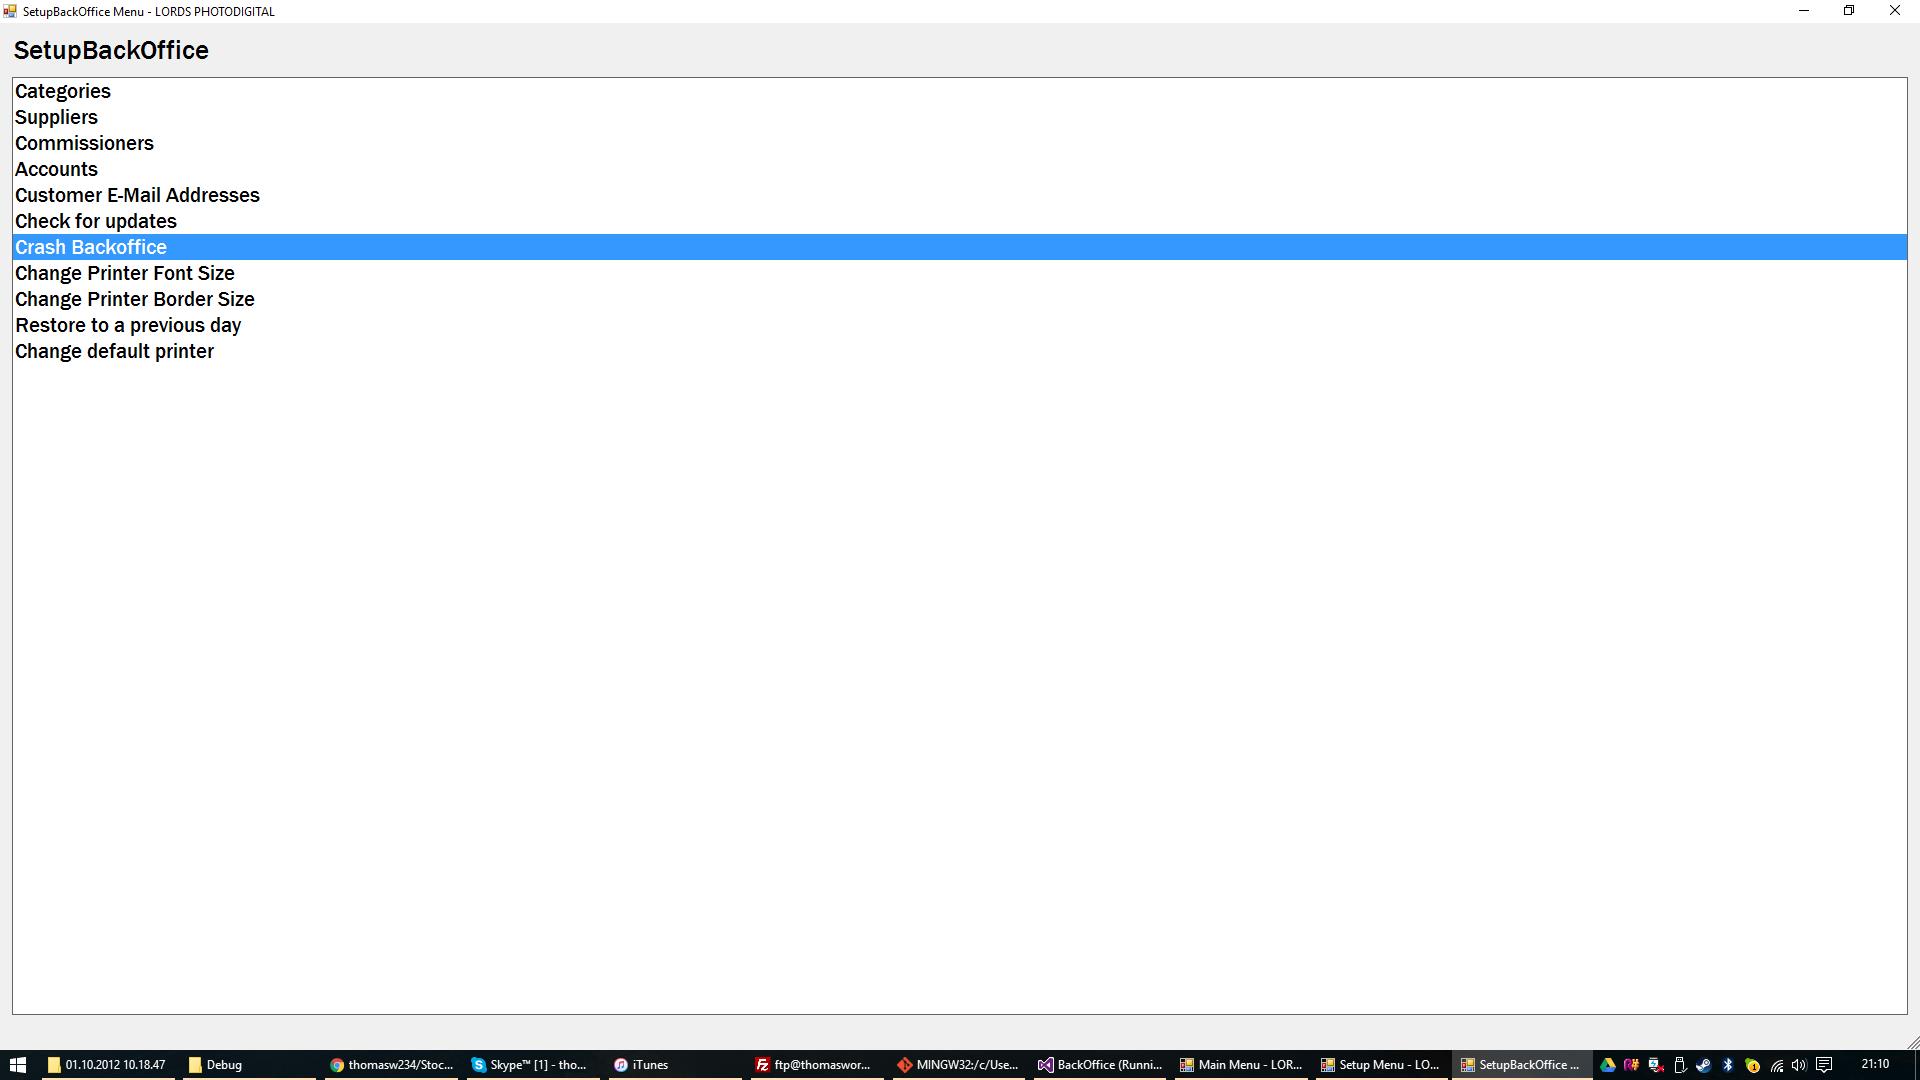 SetupBackOffice Menu - LORDS PHOTODIGITAL
SetupBackOffice
Categories
Suppliers
Commissioners
Accounts
Customer E-Mail Addresses
Check for updates
Crash Backoffice
Change Printer Font Size
Change Printer Border Size
Restore to a previous day
Change default printer
01.10.2012 10.18.47 Debug thomasw234/Stoc... Skype™ [1] - tho... iTunes ftp@thomaswor... MINGW32:/c/Use... BackOffice (Runni... Main Menu - LOR... Setup Menu - LO... SetupBackOffice ... 21:10